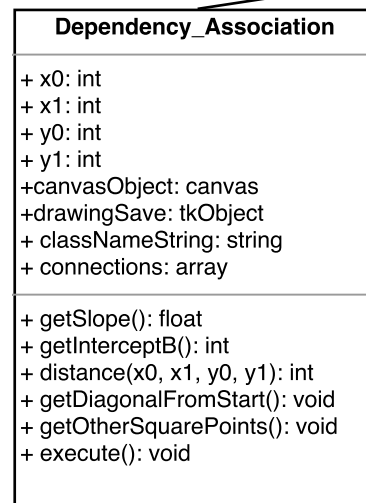 Dependency_Association
+ x0: int
+ x1: int
+ y0: int
+ y1: int
+canvasObject: canvas
+drawingSave: tkObject
+ classNameString: string
+ connections: array
+ getSlope(): float
+ getInterceptB(): int
+ distance(x0, x1, y0, y1): int
+ getDiagonalFromStart(): void
+ getOtherSquarePoints(): void
+ execute(): void